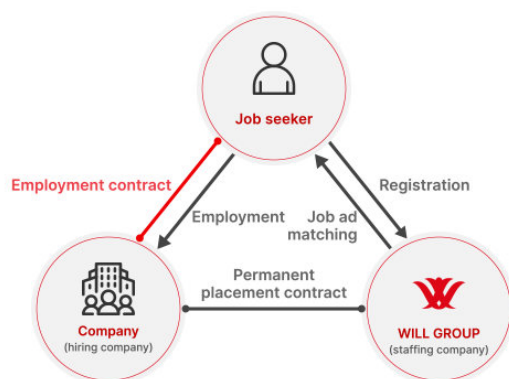 Job seeker
Employment contract
Registration
Employment
Job ad
matching
Permanent
placement contract
Company
(hiring company)
WILL GROUP
(staffing company)